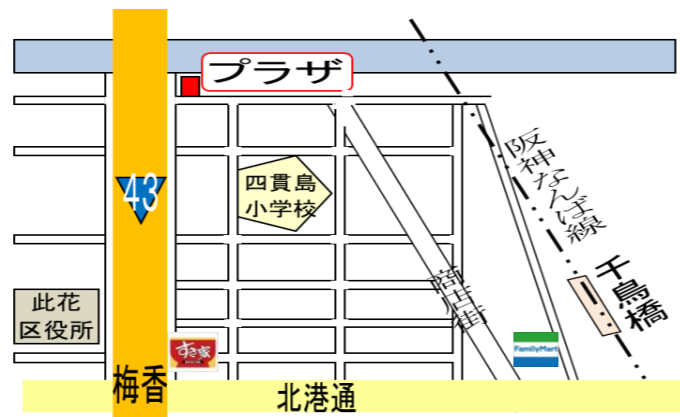 プラザ
43
四貫島
小学校
阪神なんば線
千鳥橋
商店街
此花
区役所
すき家
FamilyMart
梅香
北港通